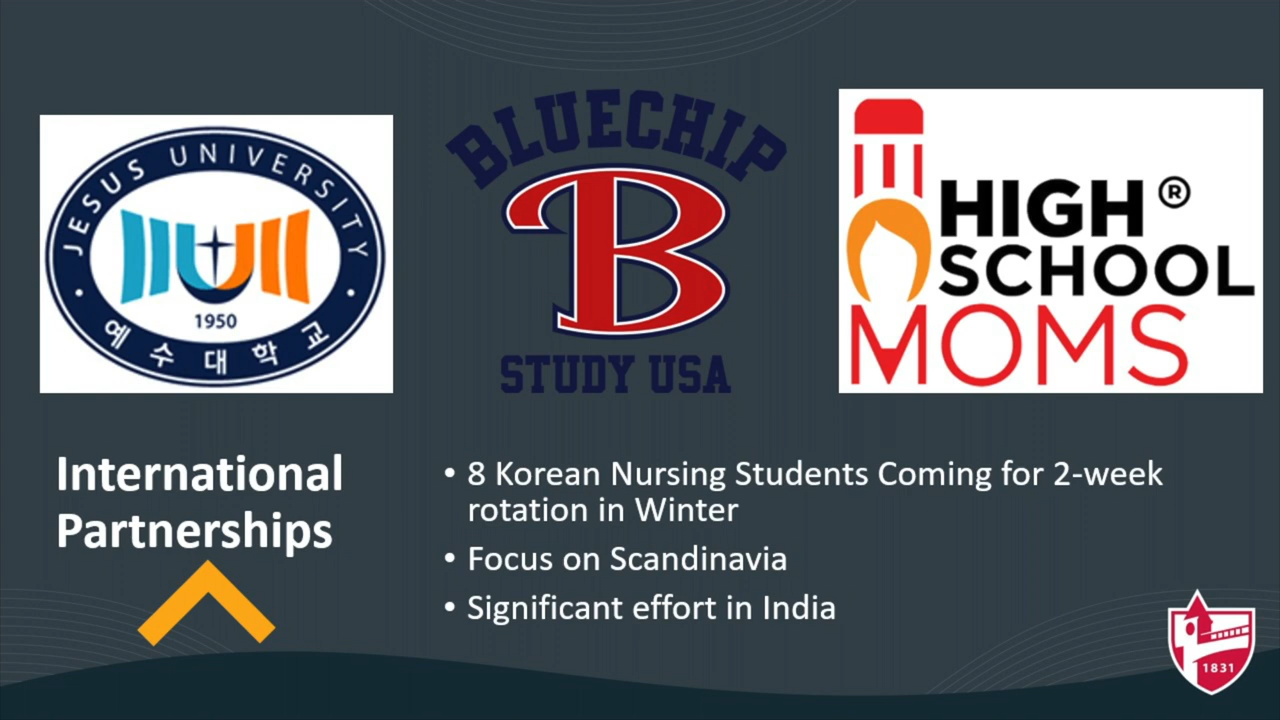 JESUS UNIVERSITY
1950
예수대학교
BLUECHIP
B
STUDY USA
HIGH ®
SCHOOL
MOMS
International
Partnerships
• 8 Korean Nursing Students Coming for 2-week
rotation in Winter
• Focus on Scandinavia
• Significant effort in India
1831